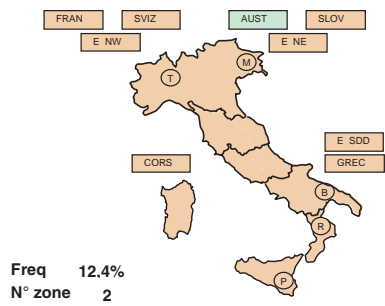 FRAN SVIZ AUST SLOV
E NW E NE
M
T
E SDD
CORS GREC
B
R
P
Freq 12,4%
N° zone 2